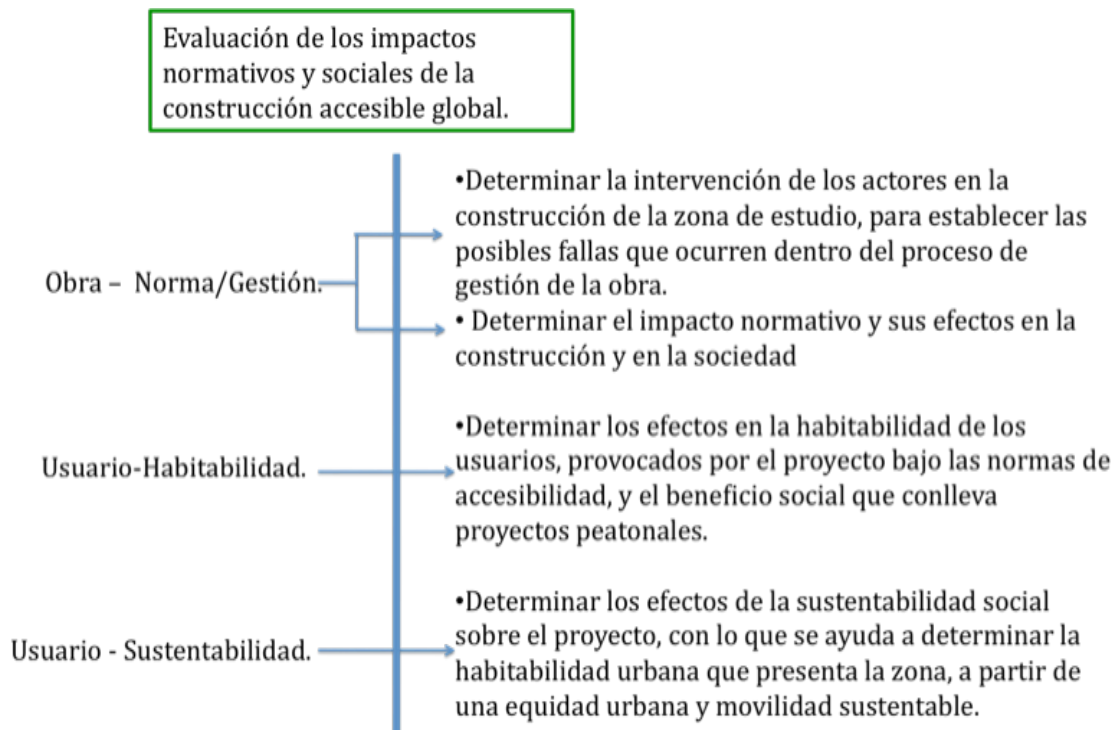 Evaluación de los impactos
normativos y sociales de la
construcción accesible global.
•Determinar la intervención de los actores en la
construcción de la zona de estudio, para establecer las
posibles fallas que ocurren dentro del proceso de
gestión de la obra.
Obra – Norma/Gestión.
• Determinar el impacto normativo y sus efectos en la
construcción y en la sociedad
•Determinar los efectos en la habitabilidad de los
usuarios, provocados por el proyecto bajo las normas de
accesibilidad, y el beneficio social que conlleva
proyectos peatonales.
Usuario-Habitabilidad.
•Determinar los efectos de la sustentabilidad social
sobre el proyecto, con lo que se ayuda a determinar la
habitabilidad urbana que presenta la zona, a partir de
una equidad urbana y movilidad sustentable.
Usuario - Sustentabilidad.